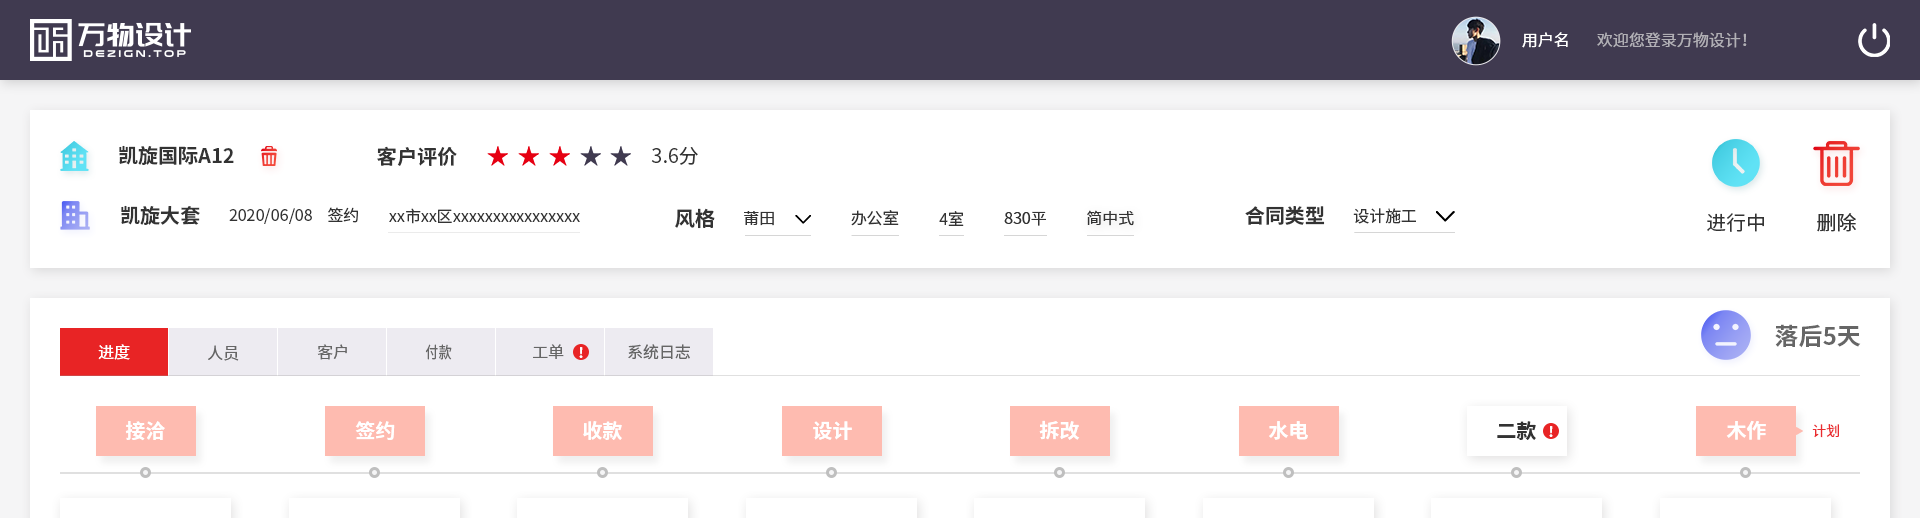 万物设计
DEZIGN.TOP
用户名
欢迎您登录万物设计!
凯旋国际A12
客户评价
3.6分
凯旋大套
2020/06/08
签约
xx市xx区xxxxxxxxxxxxxxxx
风格
莆田
办公室
4室
830平
简中式
合同类型
设计施工
进行中
删除
进度
人员
客户
付款
工单
系统日志
落后5天
接洽
签约
收款
设计
拆改
水电
二款
木作
计划